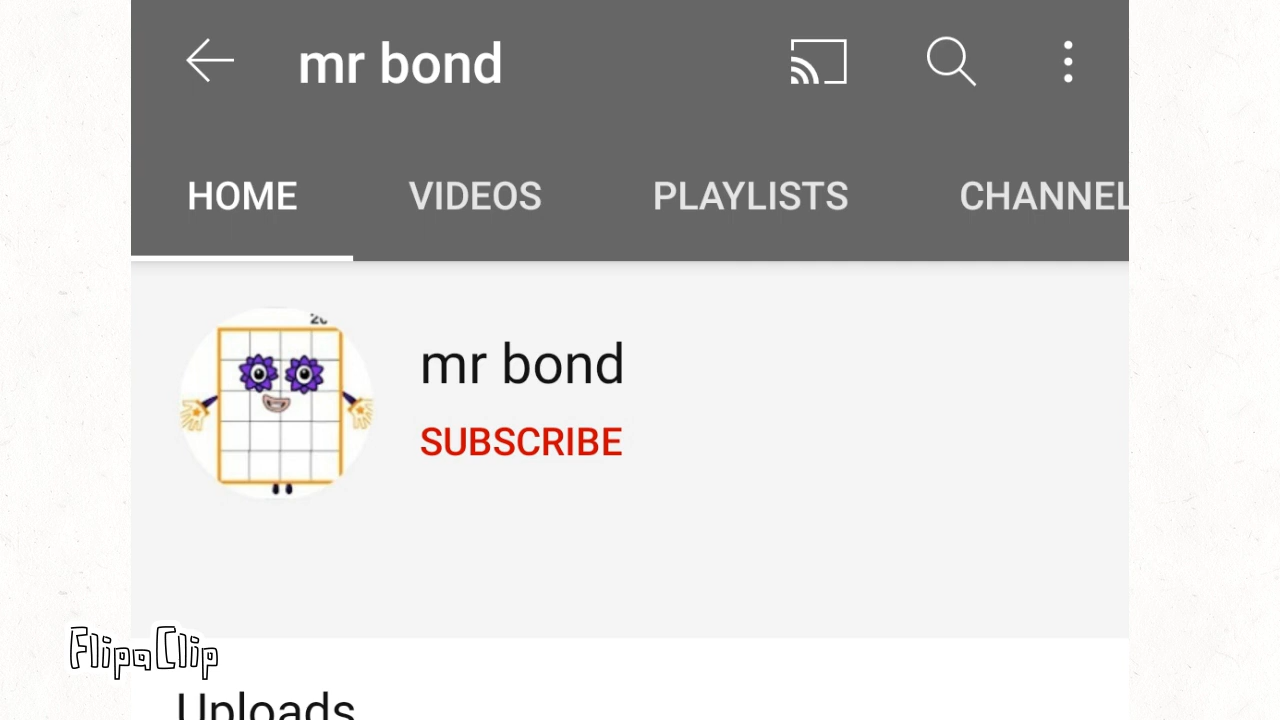 mr bond
HOME VIDEOS PLAYLISTS CHANNEL
mr bond
SUBSCRIBE
FlipaClip
Uploads